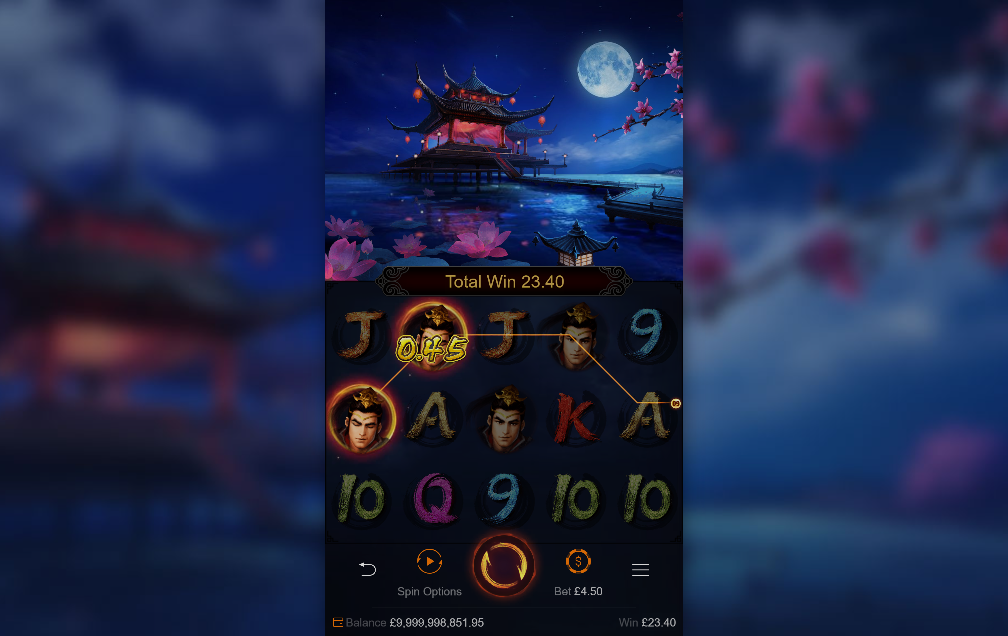 Total Win 23.40
J J 9
0.45
A K A 09
10 Q 9 10 10
Spin Options
Bet £4.50
Balance £9,999,998,851.95
Win £23.40